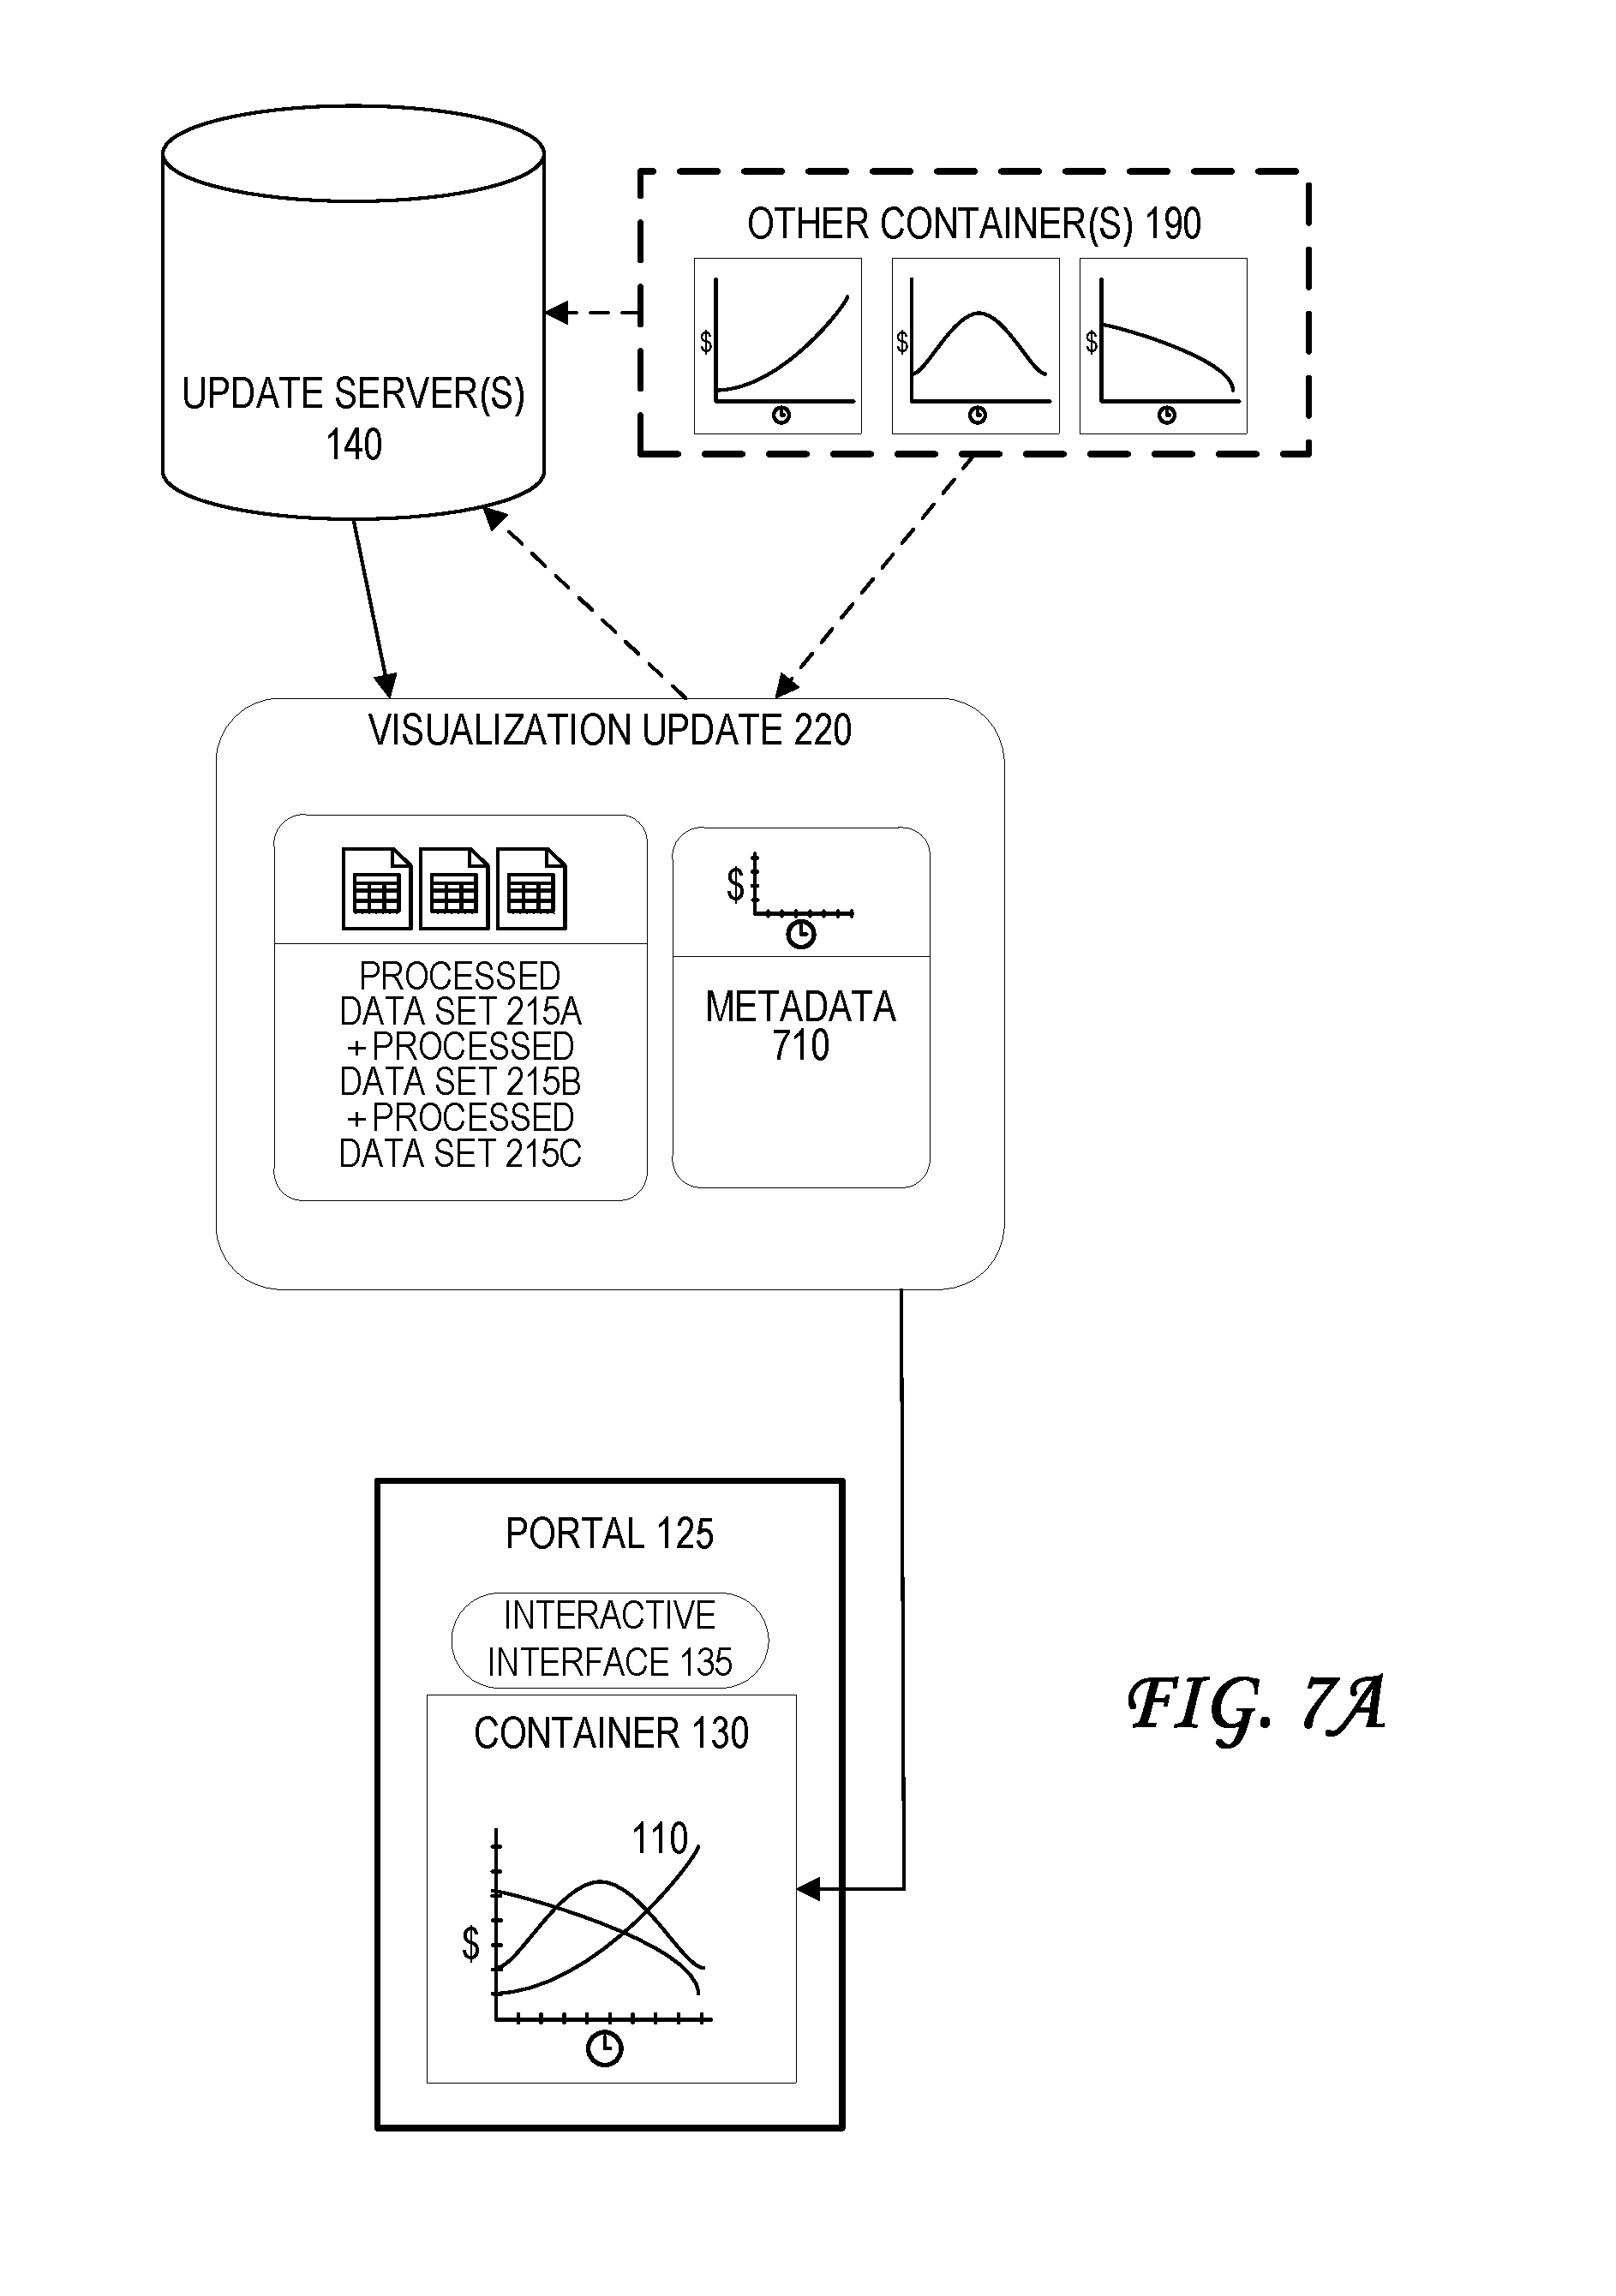 OTHER CONTAINER(S) 190
$
$
$
UPDATE SERVER(S)
140
VISUALIZATION UPDATE 220
$
PROCESSED
DATA SET 215A
+PROCESSED
DATA SET 215B
+PROCESSED
DATA SET 215C
METADATA
710
PORTAL 125
INTERACTIVE
INTERFACE 135
CONTAINER 130
110
$
FIG. 7A